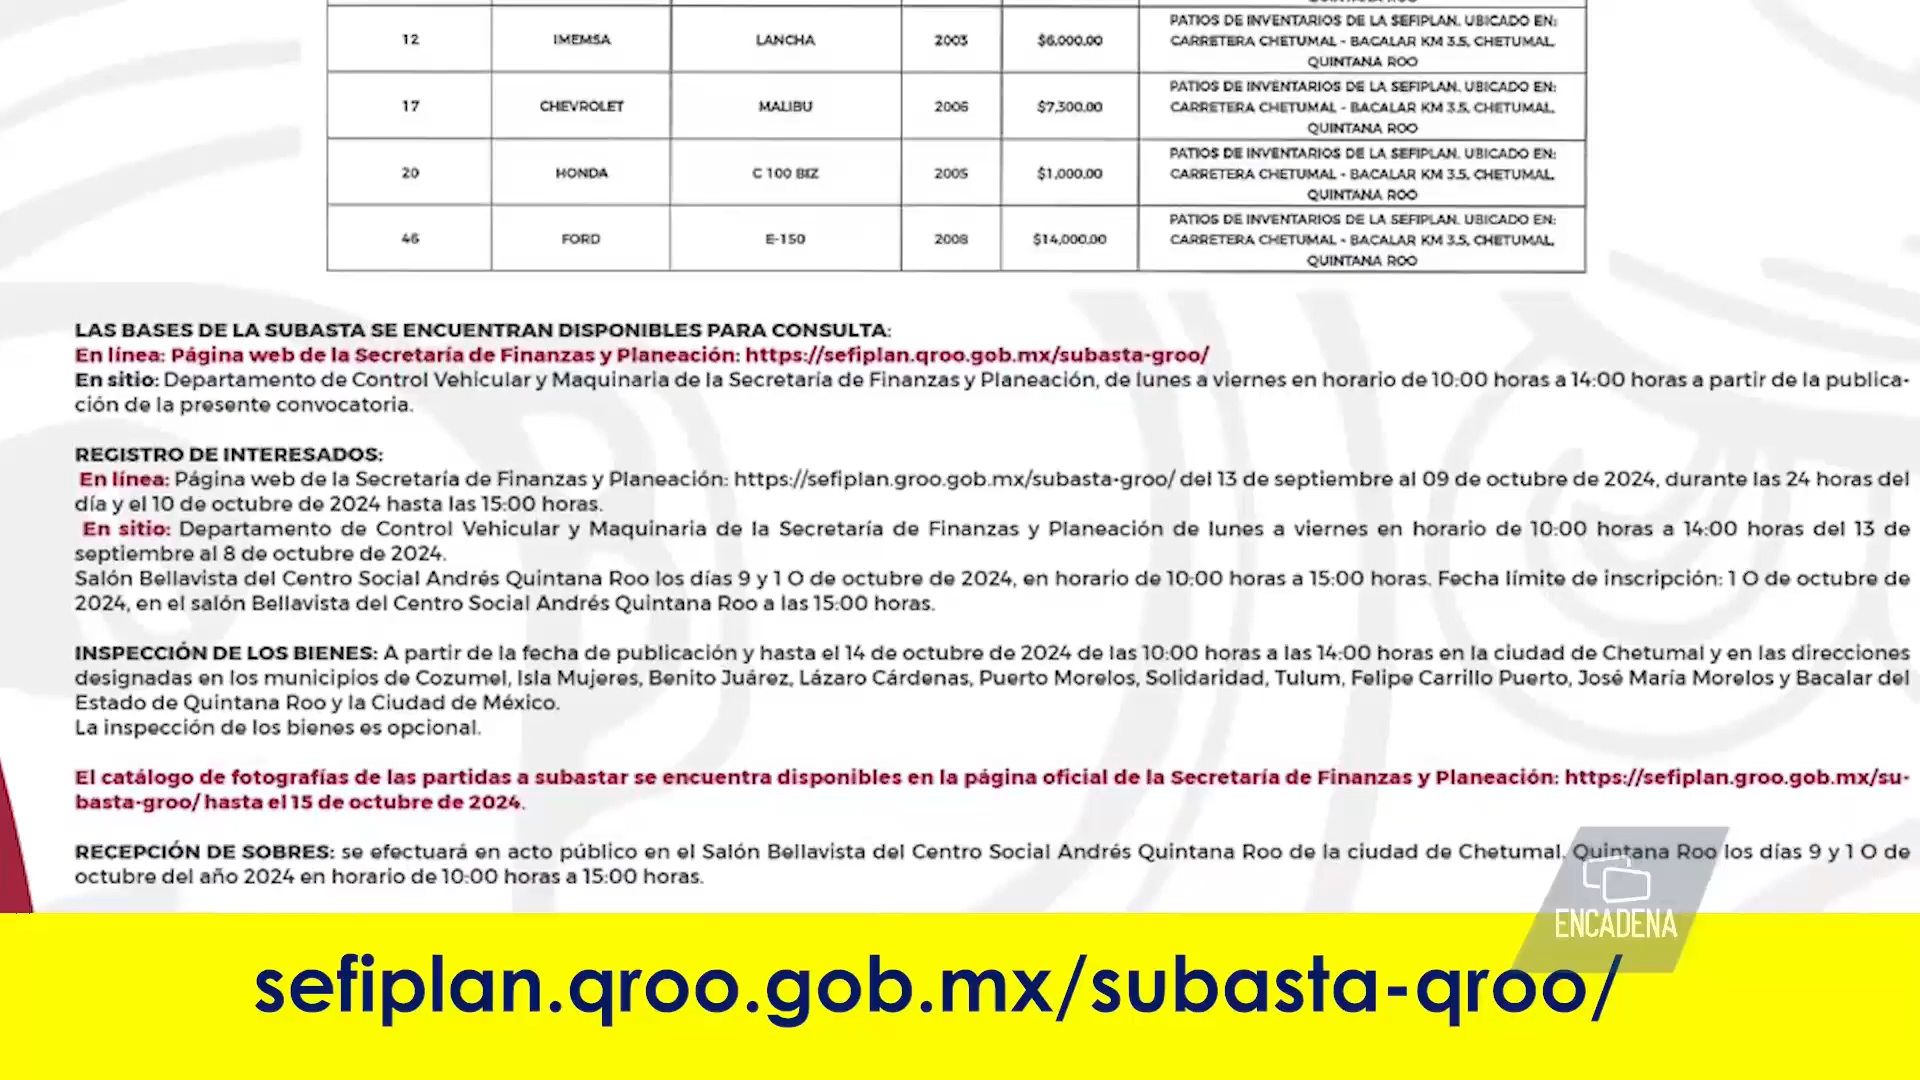 12 IMEMSA LANCHA 2003 $6,000.00 PATIOS DE INVENTARIOS DE LA SEFIPLAN, UBICADO EN: CARRETERA CHETUMAL - BACALAR KM 3.5, CHETUMAL, QUINTANA ROO
17 CHEVROLET MALIBU 2006 $7,300.00 PATIOS DE INVENTARIOS DE LA SEFIPLAN, UBICADO EN: CARRETERA CHETUMAL - BACALAR KM 3.5, CHETUMAL, QUINTANA ROO
20 HONDA C 100 BIZ 2005 $1,000.00 PATIOS DE INVENTARIOS DE LA SEFIPLAN, UBICADO EN: CARRETERA CHETUMAL - BACALAR KM 3.5, CHETUMAL, QUINTANA ROO
46 FORD E-150 2008 $14,000.00 PATIOS DE INVENTARIOS DE LA SEFIPLAN, UBICADO EN: CARRETERA CHETUMAL - BACALAR KM 3.5, CHETUMAL, QUINTANA ROO
LAS BASES DE LA SUBASTA SE ENCUENTRAN DISPONIBLES PARA CONSULTA:
En línea: Página web de la Secretaría de Finanzas y Planeación: https://sefiplan.qroo.gob.mx/subasta-groo/
En sitio: Departamento de Control Vehicular y Maquinaria de la Secretaría de Finanzas y Planeación, de lunes a viernes en horario de 10:00 horas a 14:00 horas a partir de la publica-
ción de la presente convocatoria.
REGISTRO DE INTERESADOS:
En línea: Página web de la Secretaría de Finanzas y Planeación: https://sefiplan.groo.gob.mx/subasta-groo/ del 13 de septiembre al 09 de octubre de 2024, durante las 24 horas del
día y el 10 de octubre de 2024 hasta las 15:00 horas.
En sitio: Departamento de Control Vehicular y Maquinaria de la Secretaría de Finanzas y Planeación de lunes a viernes en horario de 10:00 horas a 14:00 horas del 13 de
septiembre al 8 de octubre de 2024.
Salón Bellavista del Centro Social Andrés Quintana Roo los días 9 y 1 O de octubre de 2024, en horario de 10:00 horas a 15:00 horas. Fecha límite de inscripción: 1 O de octubre de
2024, en el salón Bellavista del Centro Social Andrés Quintana Roo a las 15:00 horas.
INSPECCIÓN DE LOS BIENES: A partir de la fecha de publicación y hasta el 14 de octubre de 2024 de las 10:00 horas a las 14:00 horas en la ciudad de Chetumal y en las direcciones
designadas en los municipios de Cozumel, Isla Mujeres, Benito Juárez, Lázaro Cárdenas, Puerto Morelos, Solidaridad, Tulum, Felipe Carrillo Puerto, José María Morelos y Bacalar del
Estado de Quintana Roo y la Ciudad de México.
La inspección de los bienes es opcional.
El catálogo de fotografías de las partidas a subastar se encuentra disponibles en la página oficial de la Secretaría de Finanzas y Planeación: https://sefiplan.groo.gob.mx/su-
basta-groo/ hasta el 15 de octubre de 2024.
RECEPCIÓN DE SOBRES: se efectuará en acto público en el Salón Bellavista del Centro Social Andrés Quintana Roo de la ciudad de Chetumal. Quintana Roo los días 9 y 1 O de
octubre del año 2024 en horario de 10:00 horas a 15:00 horas.
ENCADENA
sefiplan.qroo.gob.mx/subasta-qroo/